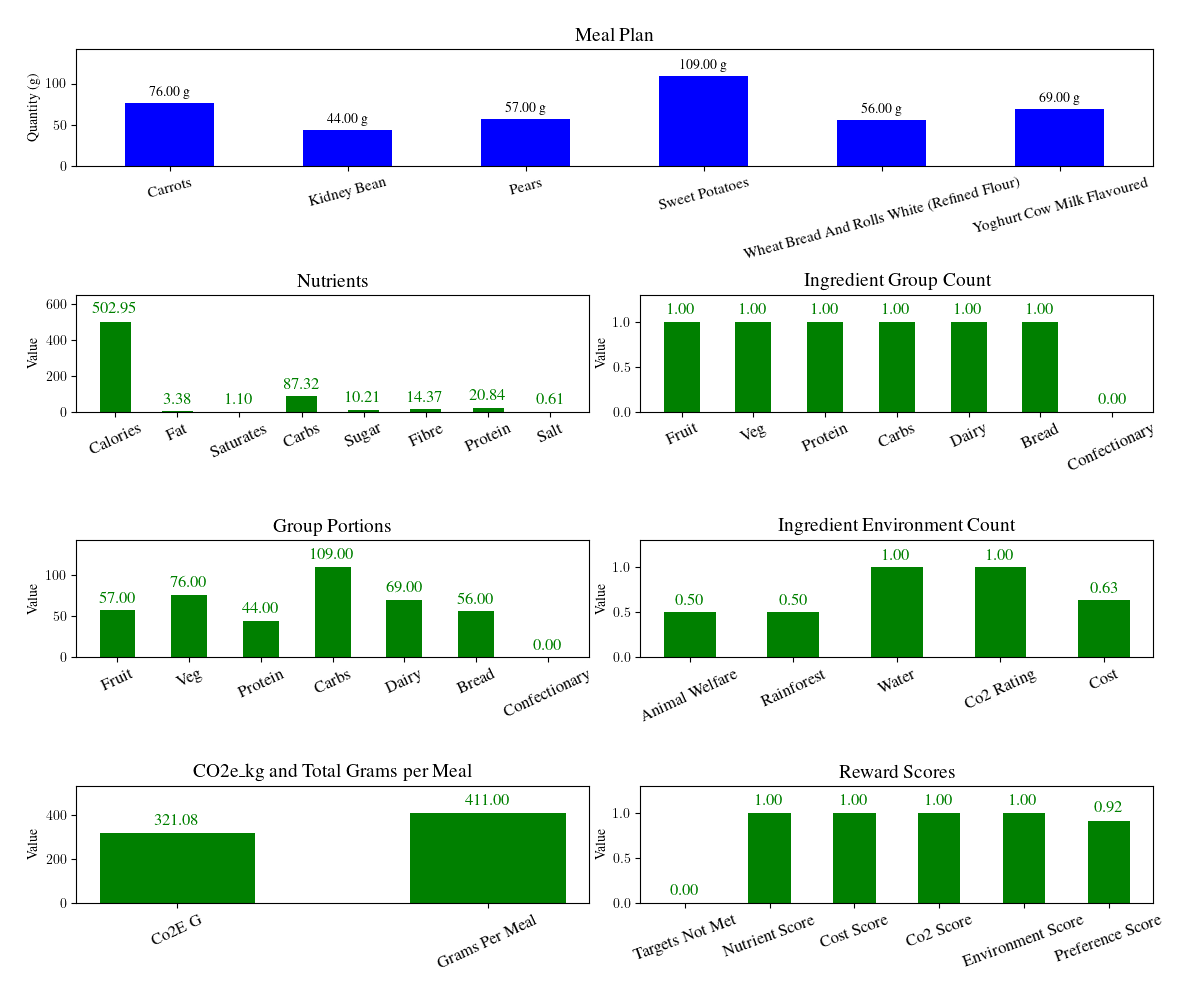 Meal Plan
Quantity (g)
100
50
0
76.00 g
44.00 g
57.00 g
109.00 g
56.00 g
69.00 g
Carrots
Kidney Bean
Pears
Sweet Potatoes
Wheat Bread And Rolls White (Refined Flour)
Yoghurt Cow Milk Flavoured
Nutrients
Value
600
400
200
0
502.95
3.38
1.10
87.32
10.21
14.37
20.84
0.61
Calories
Fat
Saturates
Carbs
Sugar
Fibre
Protein
Salt
Ingredient Group Count
Value
1.0
0.5
0.0
1.00
1.00
1.00
1.00
1.00
1.00
0.00
Fruit
Veg
Protein
Carbs
Dairy
Bread
Confectionary
Group Portions
Value
100
50
0
57.00
76.00
44.00
109.00
69.00
56.00
0.00
Fruit
Veg
Protein
Carbs
Dairy
Bread
Confectionary
Ingredient Environment Count
Value
1.0
0.5
0.0
0.50
0.50
1.00
1.00
0.63
Animal Welfare
Rainforest
Water
Co2 Rating
Cost
CO2e_kg and Total Grams per Meal
Value
400
200
0
321.08
411.00
Co2E G
Grams Per Meal
Reward Scores
Value
1.0
0.5
0.0
0.00
1.00
1.00
1.00
1.00
0.92
Targets Not Met
Nutrient Score
Cost Score
Co2 Score
Environment Score
Preference Score